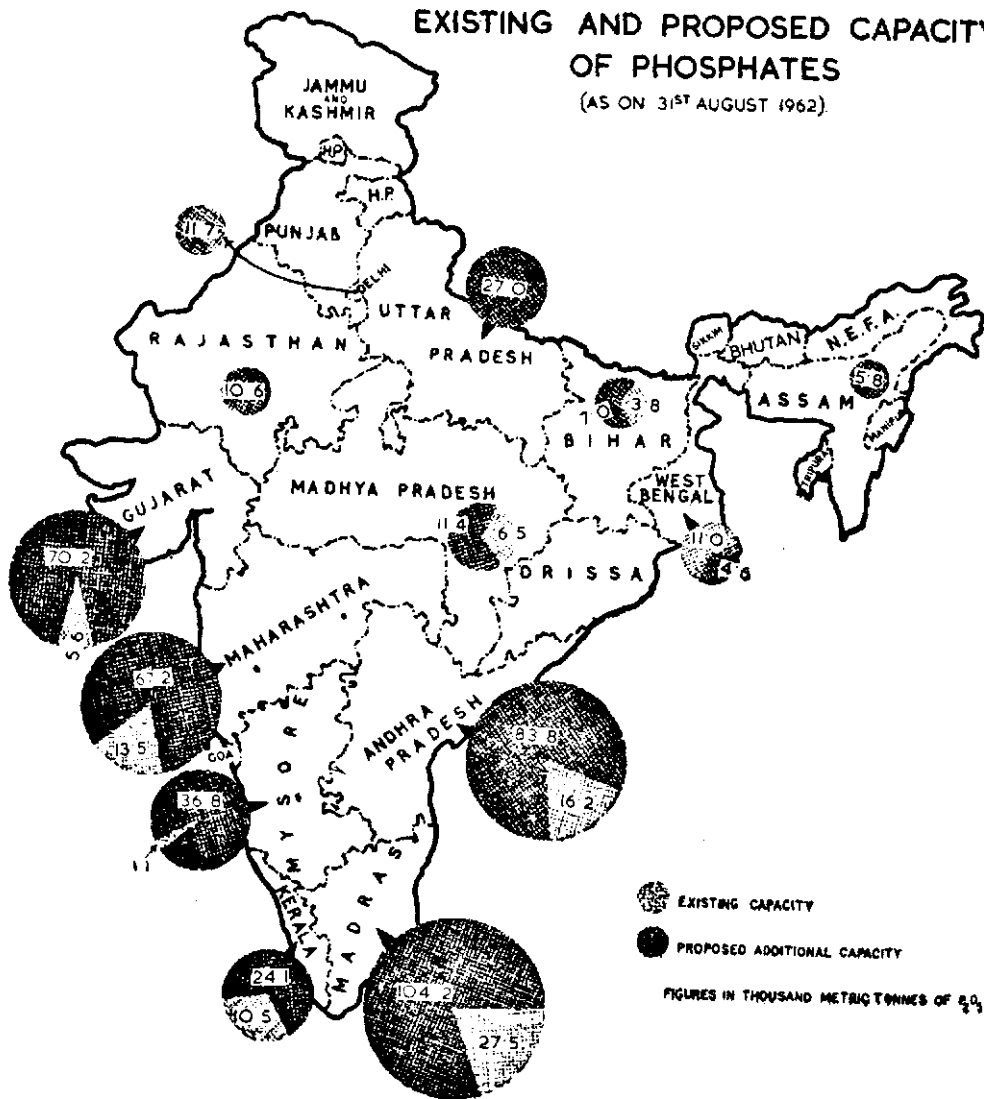 EXISTING AND PROPOSED CAPACITY
OF PHOSPHATES
(AS ON 31ST AUGUST 1962).
JAMMU
AND
KASHMIR
H.P.
H.P.
11.7
PUNJAB
DELHI
27.0
UTTAR
PRADESH
RAJASTHAN
10.6
SIKKIM
BHUTAN
N.E.F.A.
5.8
ASSAM
MANIPUR
TRIPURA
7.0
3.8
BIHAR
WEST
BENGAL
11.0
4.6
GUJARAT
MADHYA PRADESH
11.4
6.5
ORISSA
70.2
5.6
MAHARASHTRA
67.2
13.5
GOA
ANDHRA
PRADESH
83.8
16.2
MYSORE
36.8
1.1
KERALA
MADRAS
24.1
10.5
104.2
27.5
EXISTING CAPACITY
PROPOSED ADDITIONAL CAPACITY
FIGURES IN THOUSAND METRIC TONNES OF P2O5